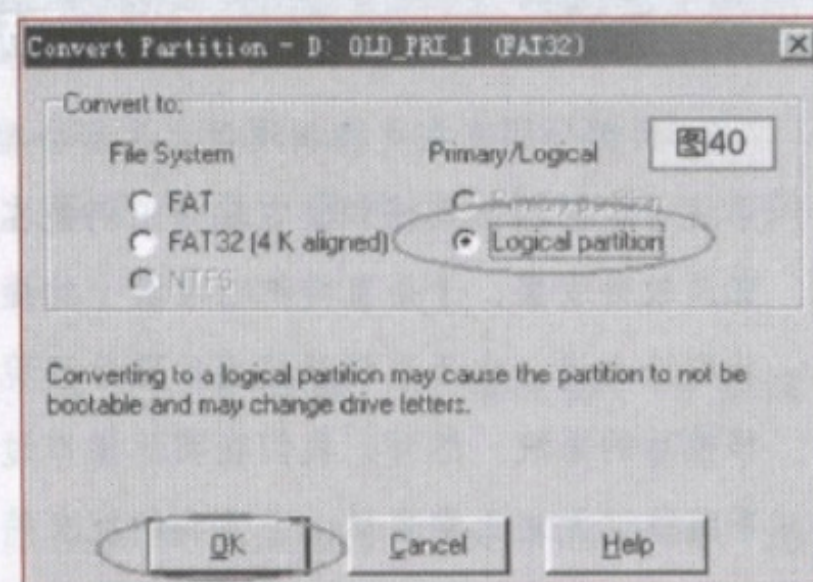 Convert Partition - D: OLD_PRI_1 (FAT32)
Convert to:
图40
File System
Primary/Logical
FAT
Primary partition
FAT32 (4 K aligned)
Logical partition
NTFS
Converting to a logical partition may cause the partition to not be
bootable and may change drive letters.
OK
Cancel
Help